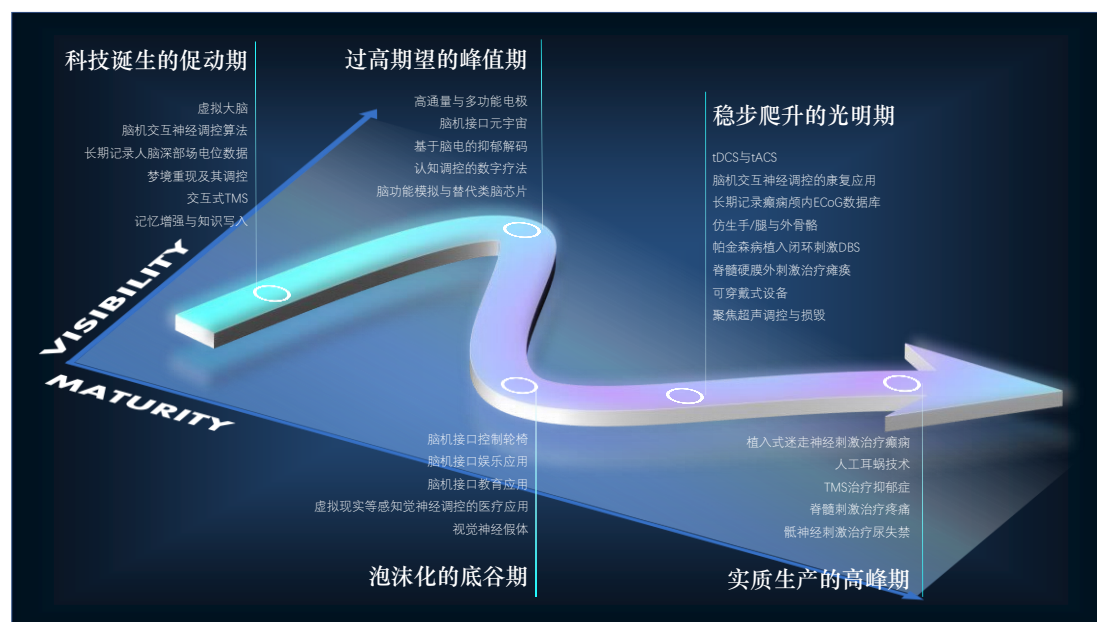 科技诞生的促动期
虚拟大脑
脑机交互神经调控算法
长期记录人脑深部场电位数据
梦境重现及其调控
交互式TMS
记忆增强与知识写入
过高期望的峰值期
高通量与多功能电极
脑机接口元宇宙
基于脑电的抑郁解码
认知调控的数字疗法
脑功能模拟与替代类脑芯片
稳步爬升的光明期
tDCS与tACS
脑机交互神经调控的康复应用
长期记录癫痫颅内ECoG数据库
仿生手/腿与外骨骼
帕金森病植入闭环刺激DBS
脊髓硬膜外刺激治疗瘫痪
可穿戴式设备
聚焦超声调控与损毁
VISIBILITY
MATURITY
脑机接口控制轮椅
脑机接口娱乐应用
脑机接口教育应用
虚拟现实等感知觉神经调控的医疗应用
视觉神经假体
泡沫化的底谷期
植入式迷走神经刺激治疗癫痫
人工耳蜗技术
TMS治疗抑郁症
脊髓刺激治疗疼痛
骶神经刺激治疗尿失禁
实质生产的高峰期